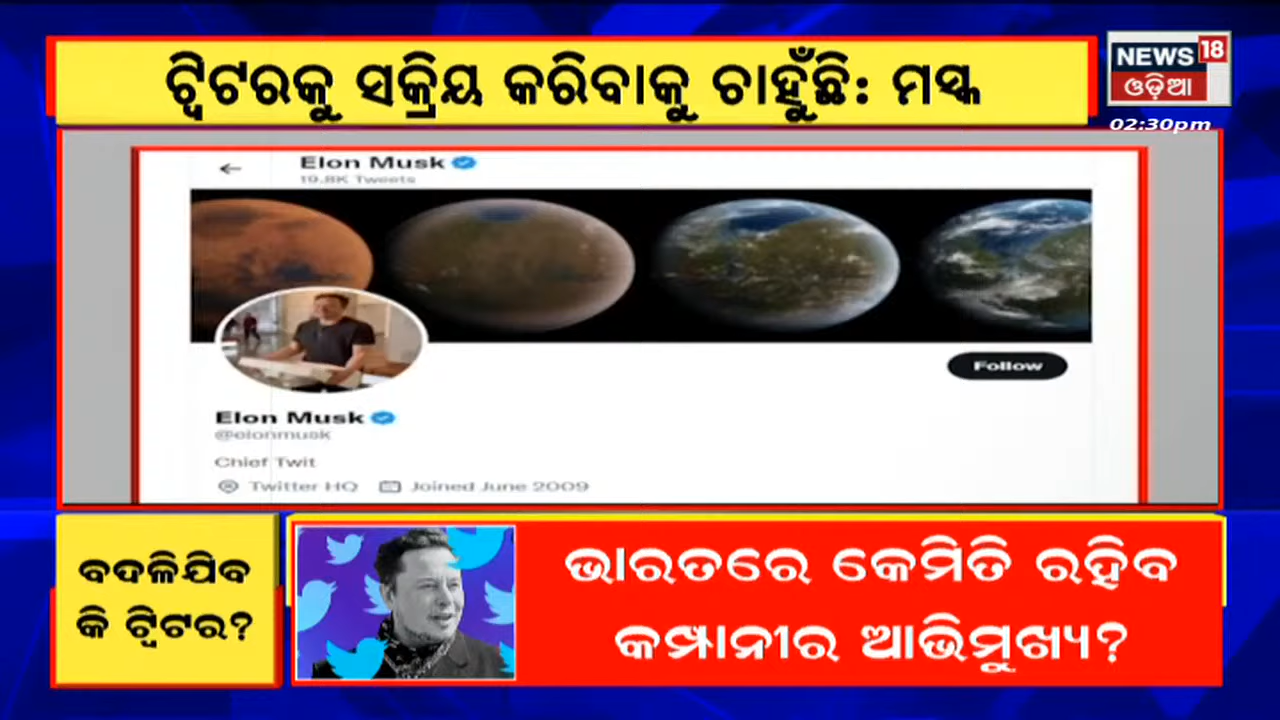 ଟ୍ୱିଟରକୁ ସକ୍ରିୟ କରିବାକୁ ଚାହୁଁଛି: ମସ୍କ
NEWS 18
ଓଡ଼ିଆ
02:30pm
Elon Musk
19.8K Tweets
Follow
Elon Musk
@elonmusk
Chief Twit
Twitter HQ Joined June 2009
ବଦଳିଯିବ
କି ଟ୍ୱିଟର?
ଭାରତରେ କେମିତି ରହିବ
କମ୍ପାନୀର ଆଭିମୁଖ୍ୟ?